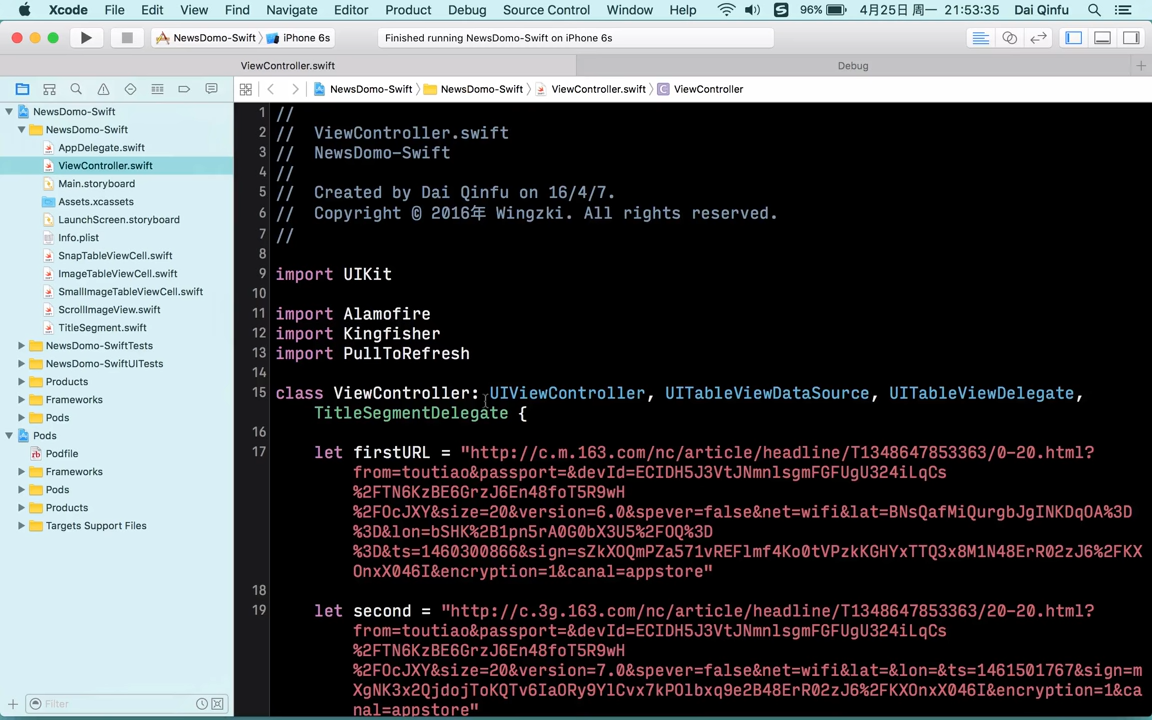 Xcode File Edit View Find Navigate Editor Product Debug Source Control Window Help 96% 4月25日 周一 21:53:35 Dai Qinfu
NewsDomo-Swift iPhone 6s Finished running NewsDomo-Swift on iPhone 6s
ViewController.swift Debug
NewsDomo-Swift NewsDomo-Swift ViewController.swift C ViewController
NewsDomo-Swift
NewsDomo-Swift
AppDelegate.swift
ViewController.swift
Main.storyboard
Assets.xcassets
LaunchScreen.storyboard
Info.plist
SnapTableViewCell.swift
ImageTableViewCell.swift
SmallImageTableViewCell.swift
ScrollImageView.swift
TitleSegment.swift
NewsDomo-SwiftTests
NewsDomo-SwiftUITests
Products
Frameworks
Pods
Pods
Podfile
Frameworks
Pods
Products
Targets Support Files
Filter
1 //
2 // ViewController.swift
3 // NewsDomo-Swift
4 //
5 // Created by Dai Qinfu on 16/4/7.
6 // Copyright © 2016年 Wingzki. All rights reserved.
7 //
8
9 import UIKit
10
11 import Alamofire
12 import Kingfisher
13 import PullToRefresh
14
15 class ViewController: UIViewController, UITableViewDataSource, UITableViewDelegate,
TitleSegmentDelegate {
16
17 let firstURL = "http://c.m.163.com/nc/article/headline/T1348647853363/0-20.html?
from=toutiao&passport=&devId=ECIDH5J3VtJNmnlsgmFGFUgU324iLqCs
%2FTN6KzBE6GrzJ6En48foT5R9wH
%2FOcJXY&size=20&version=6.0&spever=false&net=wifi&lat=BNsQafMiQurgbJgINKDqOA%3D
%3D&lon=bSHK%2B1pn5rA0G0bX3U5%2FOQ%3D
%3D&ts=1460300866&sign=sZkXOQmPZa571vREFlmf4Ko0tVPzkKGHYxTTQ3x8M1N48ErR02zJ6%2FKX
OnxX046I&encryption=1&canal=appstore"
18
19 let second = "http://c.3g.163.com/nc/article/headline/T1348647853363/20-20.html?
from=toutiao&passport=&devId=ECIDH5J3VtJNmnlsgmFGFUgU324iLqCs
%2FTN6KzBE6GrzJ6En48foT5R9wH
%2FOcJXY&size=20&version=7.0&spever=false&net=wifi&lat=&lon=&ts=1461501767&sign=m
XgNK3x2QjdojToKQTv6IaORy9YlCvx7kPOlbxq9e2B48ErR02zJ6%2FKXOnxX046I&encryption=1&ca
nal=appstore"